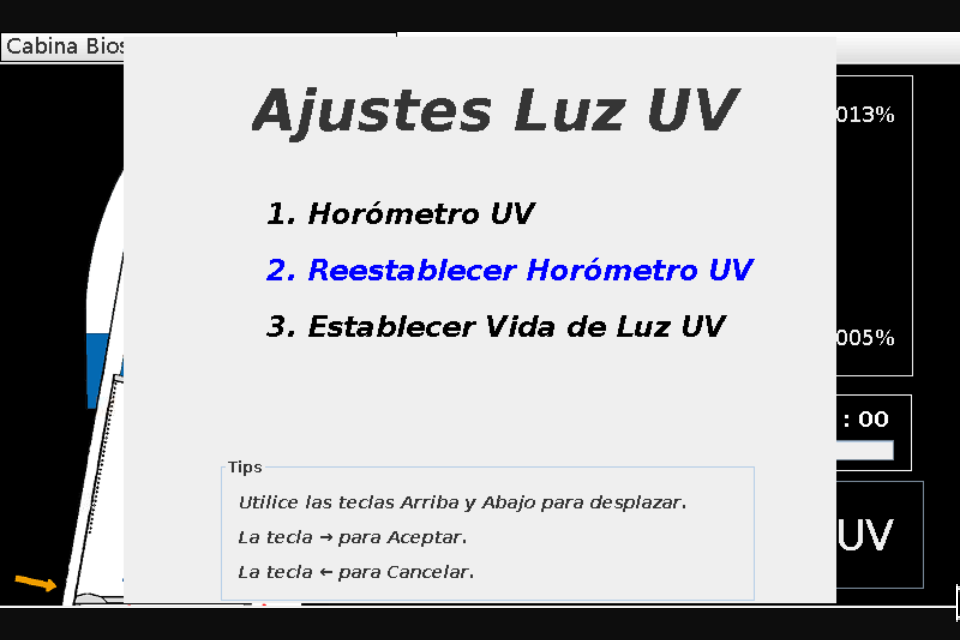 Cabina Bios
Ajustes Luz UV
013%
1. Horómetro UV
2. Reestablecer Horómetro UV
3. Establecer Vida de Luz UV
005%
: 00
Tips
Utilice las teclas Arriba y Abajo para desplazar.
La tecla → para Aceptar.
La tecla ← para Cancelar.
UV